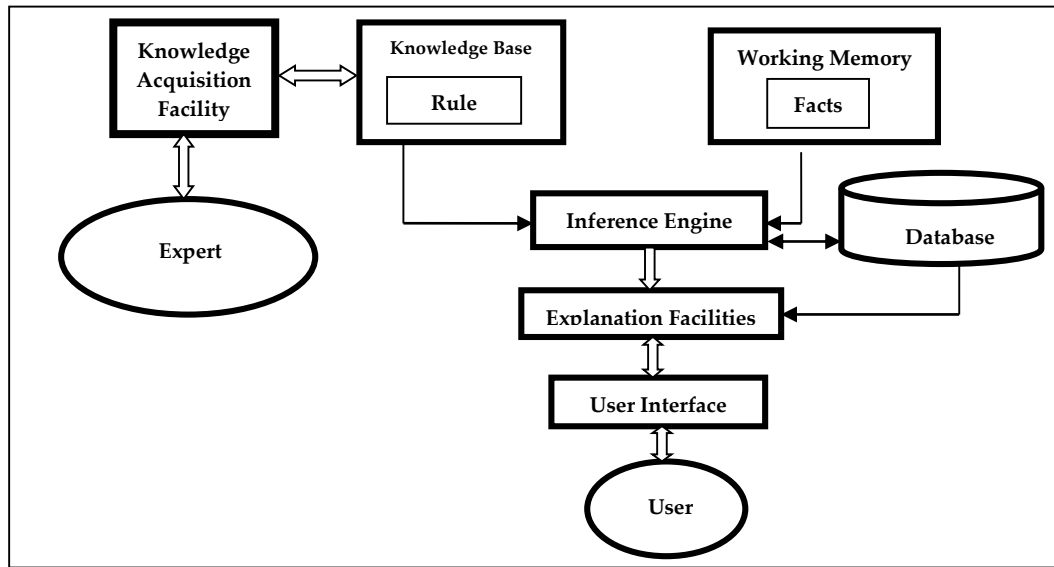 Knowledge
Acquisition
Facility
Knowledge Base
Rule
Working Memory
Facts
Expert
Inference Engine
Database
Explanation Facilities
User Interface
User